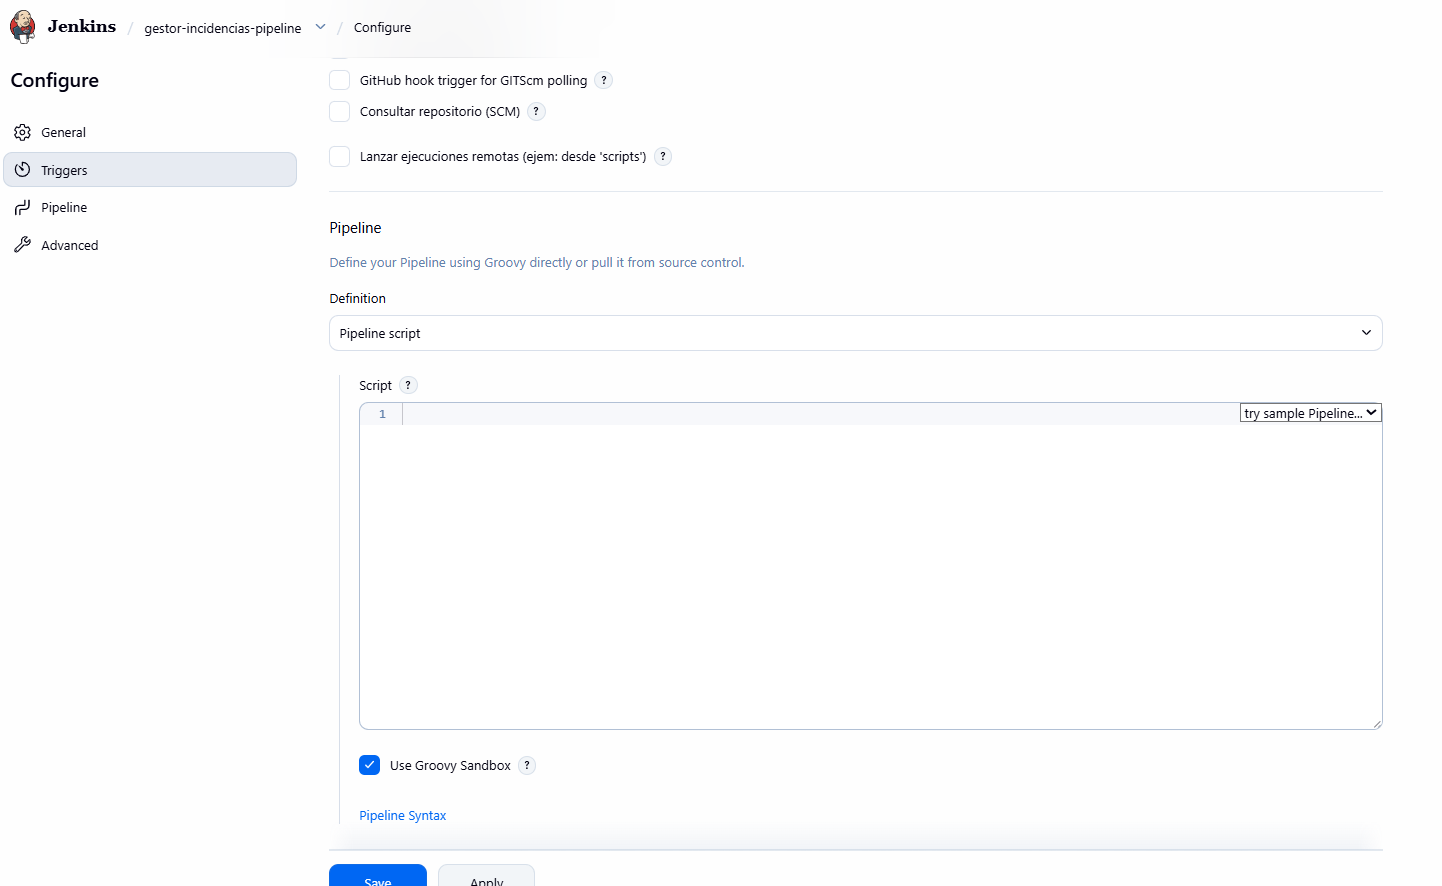 Jenkins / gestor-incidencias-pipeline / Configure
Configure
General
Triggers
Pipeline
Advanced
GitHub hook trigger for GITScm polling ?
Consultar repositorio (SCM) ?
Lanzar ejecuciones remotas (ejem: desde 'scripts') ?
Pipeline
Define your Pipeline using Groovy directly or pull it from source control.
Definition
Pipeline script
Script ?
1
try sample Pipeline...
Use Groovy Sandbox ?
Pipeline Syntax
Save
Apply